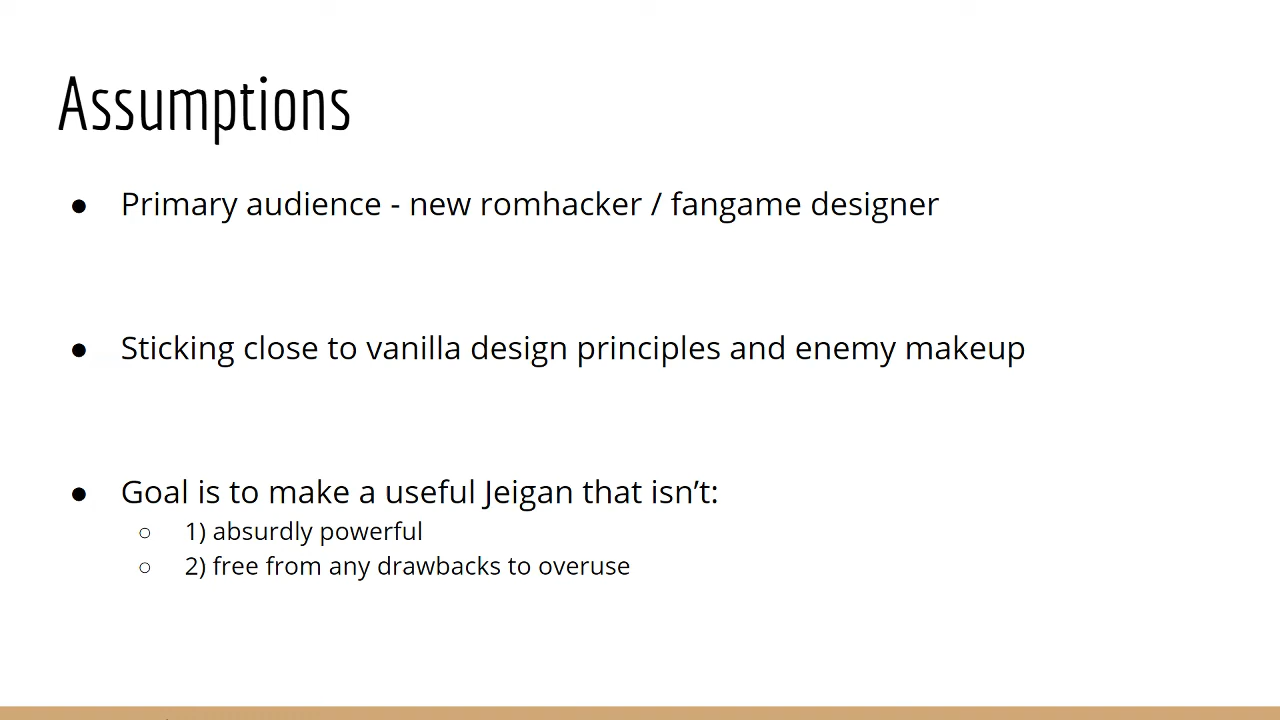 Assumptions
● Primary audience - new romhacker / fangame designer
● Sticking close to vanilla design principles and enemy makeup
● Goal is to make a useful Jeigan that isn’t:
○ 1) absurdly powerful
○ 2) free from any drawbacks to overuse